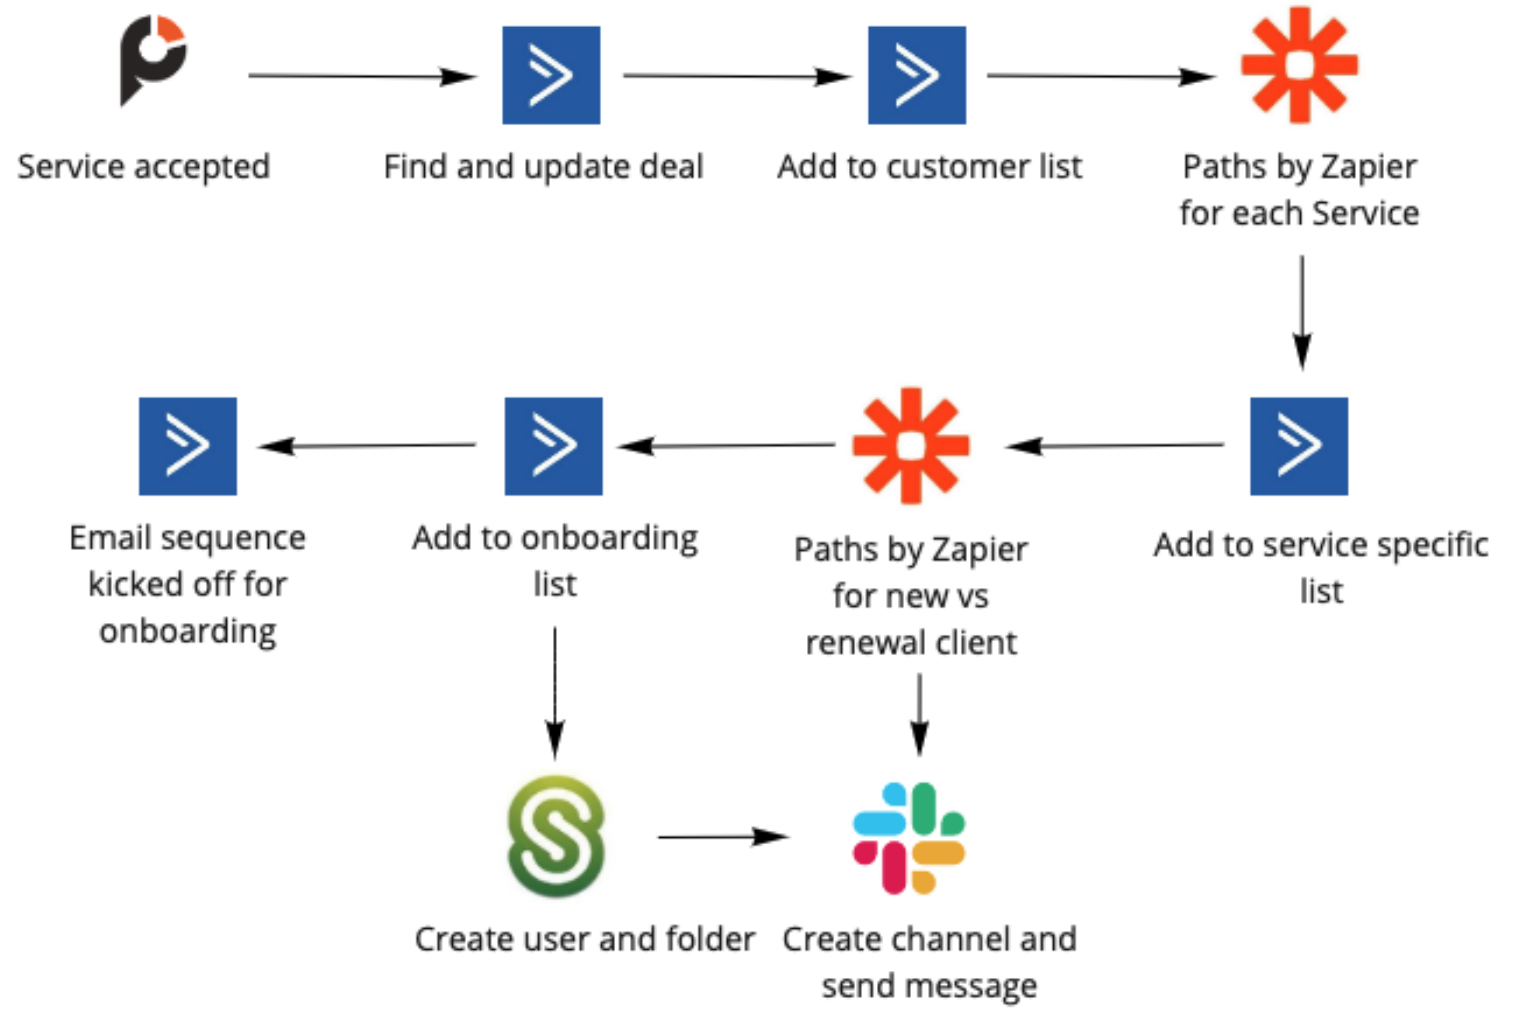 Service accepted
Find and update deal
Add to customer list
Paths by Zapier
for each Service
Email sequence
kicked off for
onboarding
Add to onboarding
list
Paths by Zapier
for new vs
renewal client
Add to service specific
list
Create user and folder
Create channel and
send message